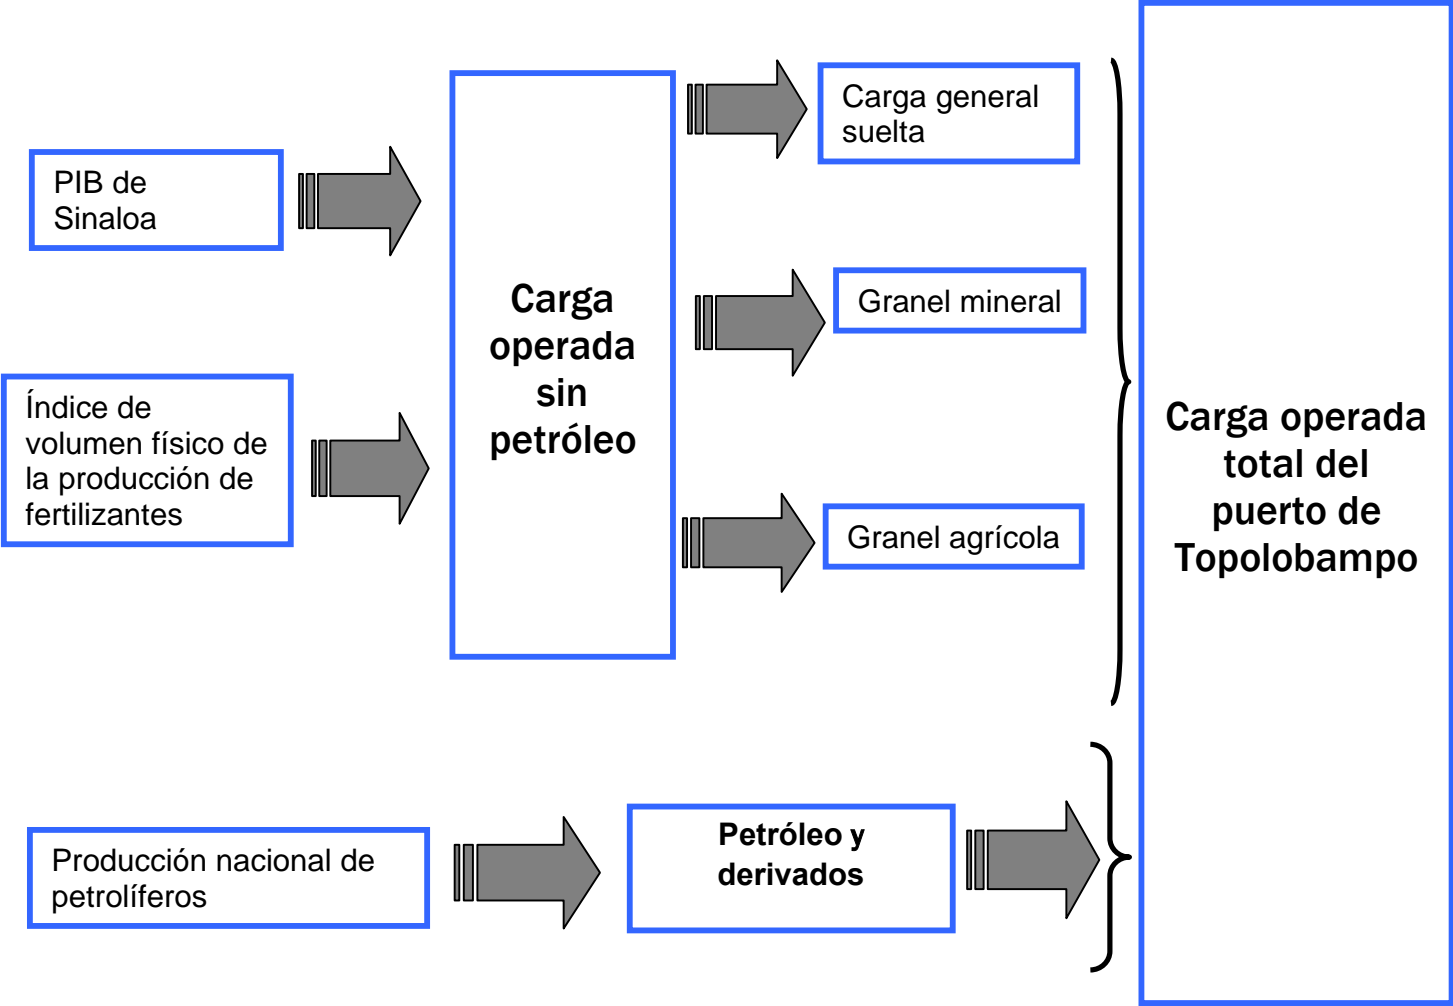 PIB de
Sinaloa
Índice de
volumen físico de
la producción de
fertilizantes
Carga
operada
sin
petróleo
Carga general
suelta
Granel mineral
Granel agrícola
Producción nacional de
petrolíferos
Petróleo y
derivados
Carga operada
total del
puerto de
Topolobampo